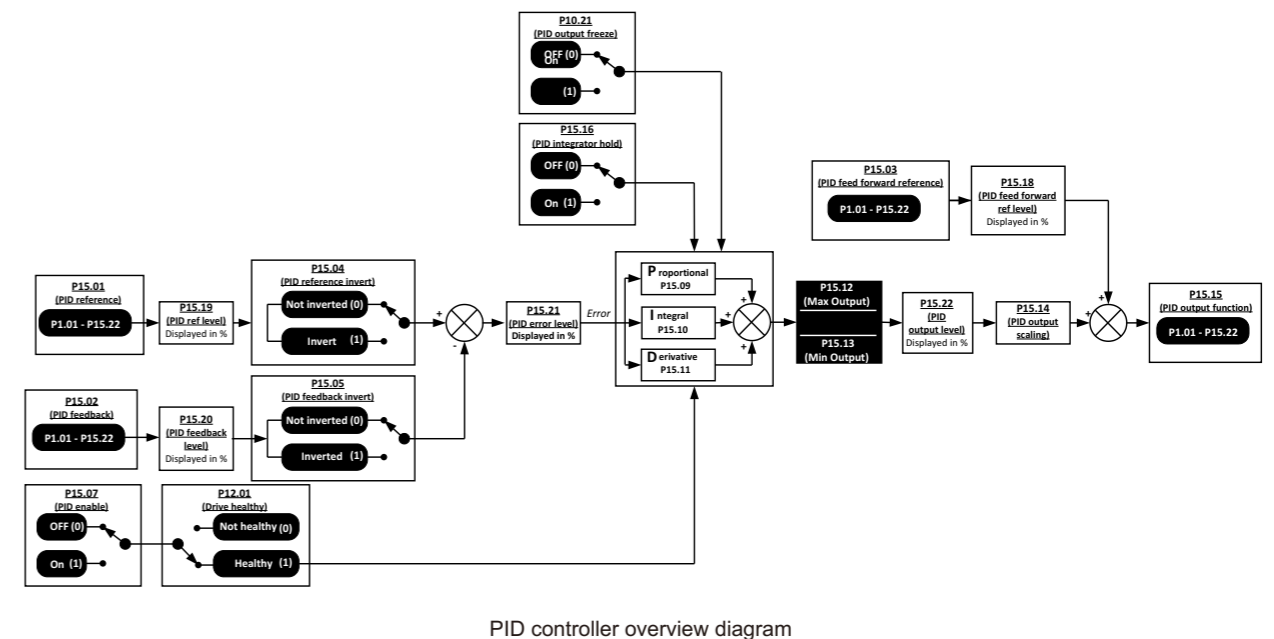 P10.21
(PID output freeze)
OFF (0)
On
(1)
P15.16
(PID integrator hold)
OFF (0)
On (1)
P15.03
(PID feed forward reference)
P1.01 - P15.22
P15.18
(PID feed forward
ref level)
Displayed in %
P15.01
(PID reference)
P1.01 - P15.22
P15.19
(PID ref level)
Displayed in %
P15.04
(PID reference invert)
Not inverted (0)
Invert (1)
+
-
P15.21
(PID error level)
Displayed in %
Error
Proportional
P15.09
Integral
P15.10
Derivative
P15.11
+
+
+
P15.12
(Max Output)
P15.13
(Min Output)
P15.22
(PID
output level)
Displayed in %
P15.14
(PID output
scaling)
+
+
P15.15
(PID output function)
P1.01 - P15.22
P15.02
(PID feedback)
P1.01 - P15.22
P15.20
(PID feedback
level)
Displayed in %
P15.05
(PID feedback invert)
Not inverted (0)
Inverted (1)
P15.07
(PID enable)
OFF (0)
On (1)
P12.01
(Drive healthy)
Not healthy (0)
Healthy (1)
PID controller overview diagram